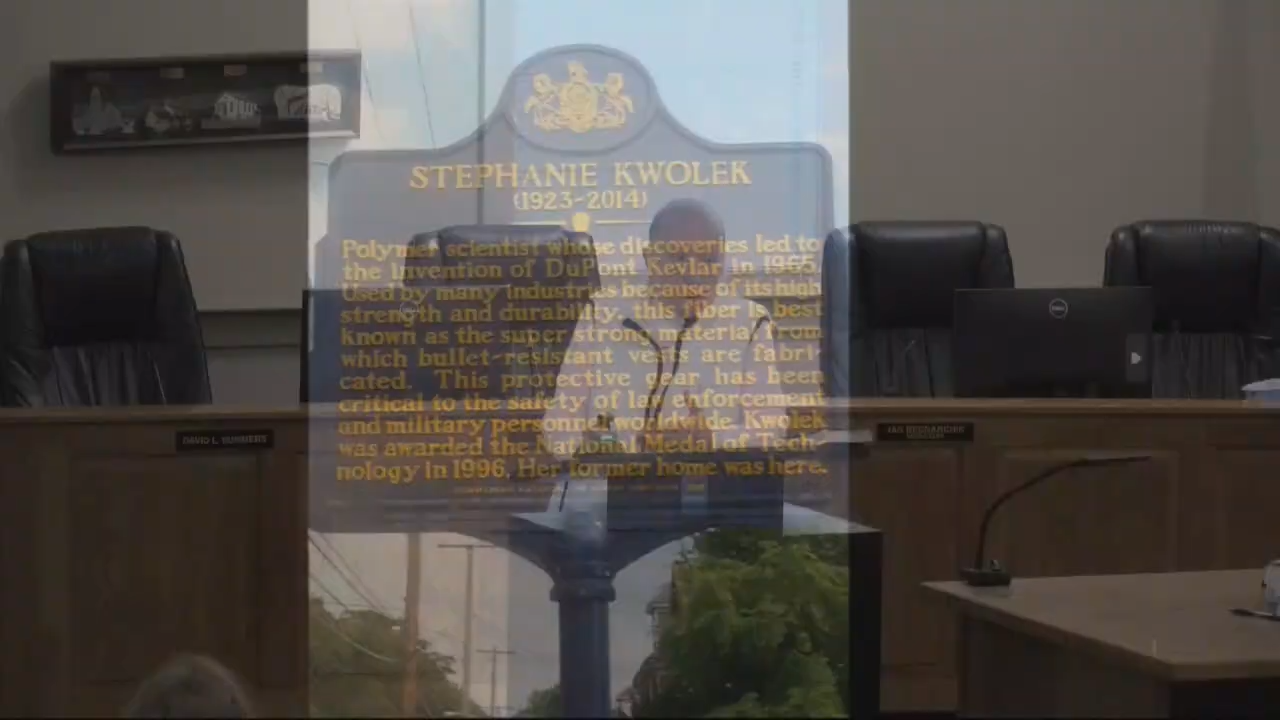 STEPHANIE KWOLEK
(1923-2014)
Polymer scientist whose discoveries led to
the invention of DuPont Kevlar in 1965.
Used by many industries because of its high
strength and durability, this fiber is best
known as the super strong material from
which bullet-resistant vests are fabri-
cated. This protective gear has been
critical to the safety of law enforcement
and military personnel worldwide. Kwolek
was awarded the National Medal of Tech-
nology in 1996. Her former home was here.
DAVID L. SUMMERS
DELL